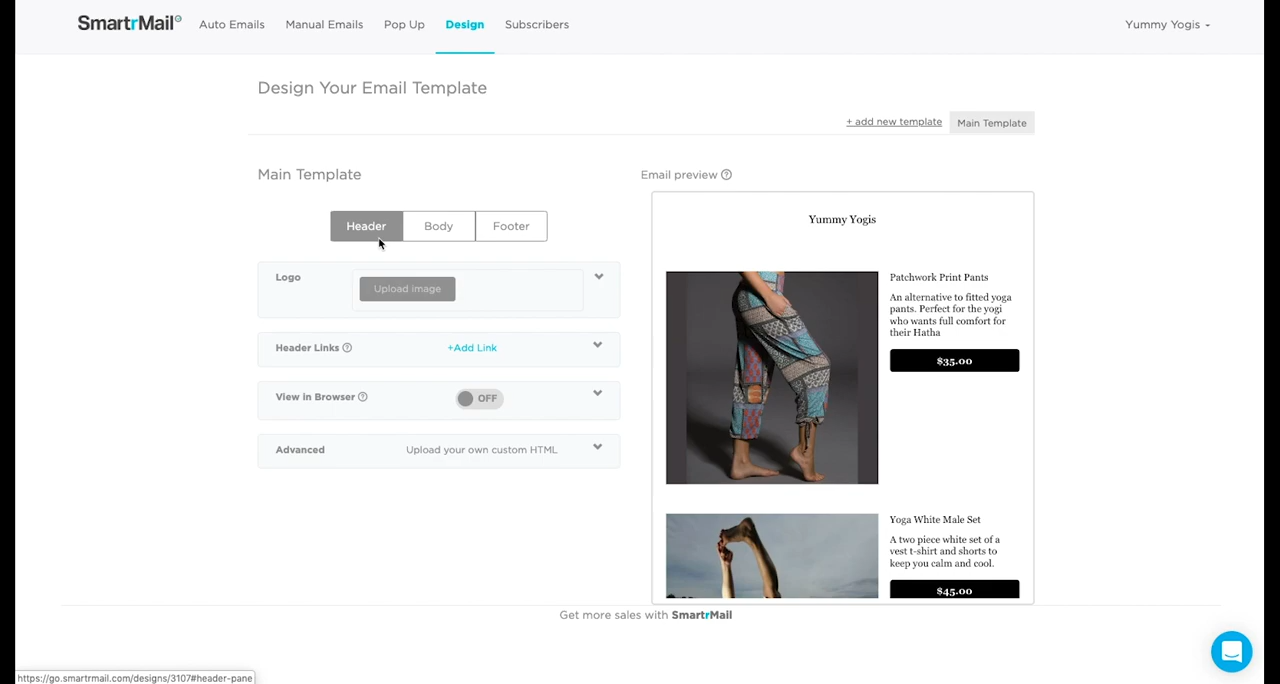 SmartrMail
Auto Emails
Manual Emails
Pop Up
Design
Subscribers
Yummy Yogis
Design Your Email Template
+ add new template
Main Template
Main Template
Email preview
Header
Body
Footer
Logo
Upload image
Header Links
+Add Link
View in Browser
OFF
Advanced
Upload your own custom HTML
Yummy Yogis
Patchwork Print Pants
An alternative to fitted yoga
pants. Perfect for the yogi
who wants full comfort for
their Hatha
$35.00
Yoga White Male Set
A two piece white set of a
vest t-shirt and shorts to
keep you calm and cool.
$45.00
Get more sales with SmartrMail
https://go.smartrmail.com/designs/3107#header-pane